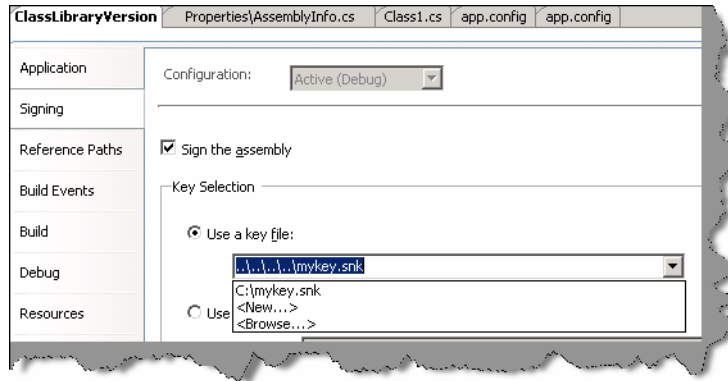 ClassLibraryVersion Properties\AssemblyInfo.cs Class1.cs app.config app.config
Application
Configuration: Active (Debug)
Signing
Reference Paths
Sign the assembly
Build Events
Key Selection
Build
Use a key file:
Debug
..\..\..\..\mykey.snk
C:\mykey.snk
Resources
<New...>
Use
<Browse...>